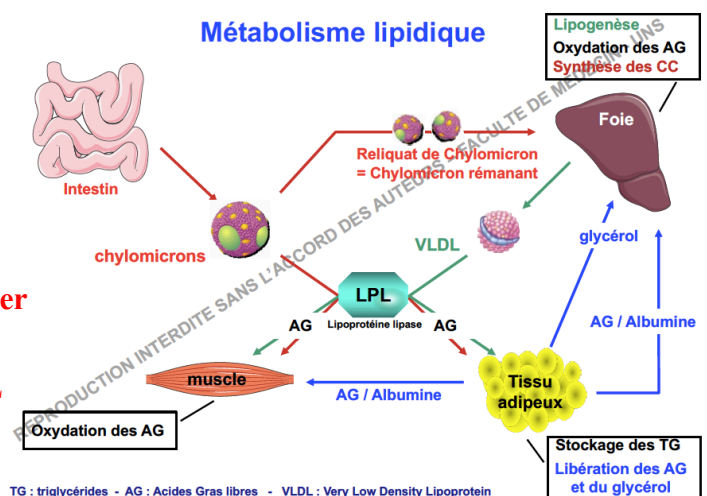 Métabolisme lipidique
Lipogenèse
Oxydation des AG
Synthèse des CC
Foie
Intestin
Reliquat de Chylomicron
= Chylomicron rémanant
chylomicrons
VLDL
glycérol
er
LPL
Lipoprotéine lipase
AG
AG
AG / Albumine
muscle
AG / Albumine
Tissu
adipeux
Oxydation des AG
Stockage des TG
Libération des AG
et du glycérol
TG : triglycérides - AG : Acides Gras libres - VLDL : Very Low Density Lipoprotein
REPRODUCTION INTERDITE SANS L'ACCORD DES AUTEURS - FACULTE DE MEDECIN - UNS